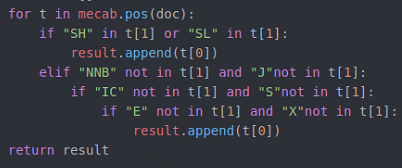 for t in mecab.pos(doc):
    if "SH" in t[1] or "SL" in t[1]:
        result.append(t[0])
    elif "NNB" not in t[1] and "J"not in t[1]:
        if "IC" not in t[1] and "S"not in t[1]:
            if "E" not in t[1] and "X"not in t[1]:
                result.append(t[0])
return result